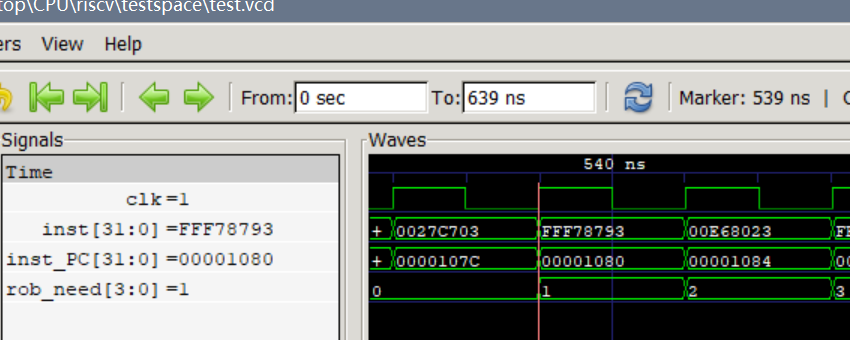 top\CPU\riscv\testspace\test.vcd
ers View Help
From: 0 sec To: 639 ns Marker: 539 ns |
Signals Waves
Time 540 ns
clk =1
inst[31:0] =FFF78793 + 0027C703 FFF78793 00E68023
inst_PC[31:0] =00001080 + 0000107C 00001080 00001084 00
rob_need[3:0] =1 0 1 2 3